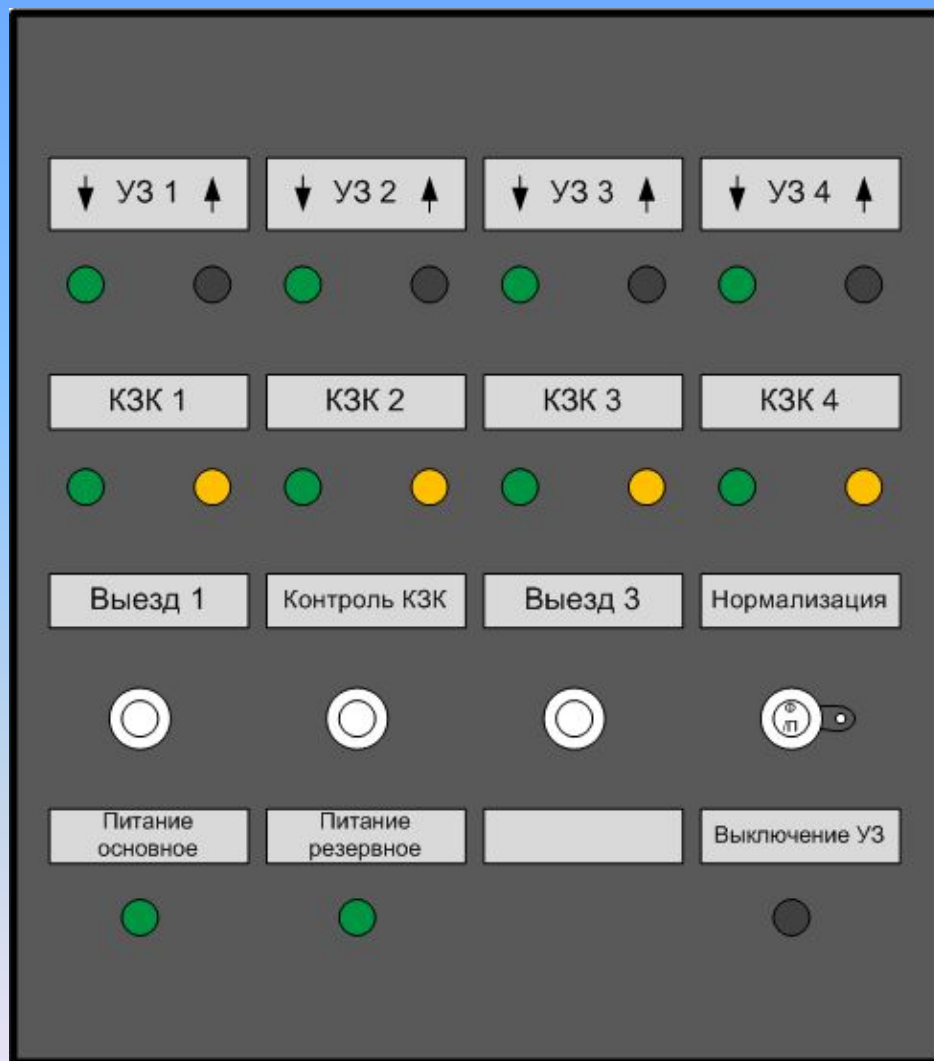 ↓ УЗ 1 ↑
↓ УЗ 2 ↑
↓ УЗ 3 ↑
↓ УЗ 4 ↑
КЗК 1
КЗК 2
КЗК 3
КЗК 4
Выезд 1
Контроль КЗК
Выезд 3
Нормализация
Ф
/П
Питание
основное
Питание
резервное
Выключение УЗ